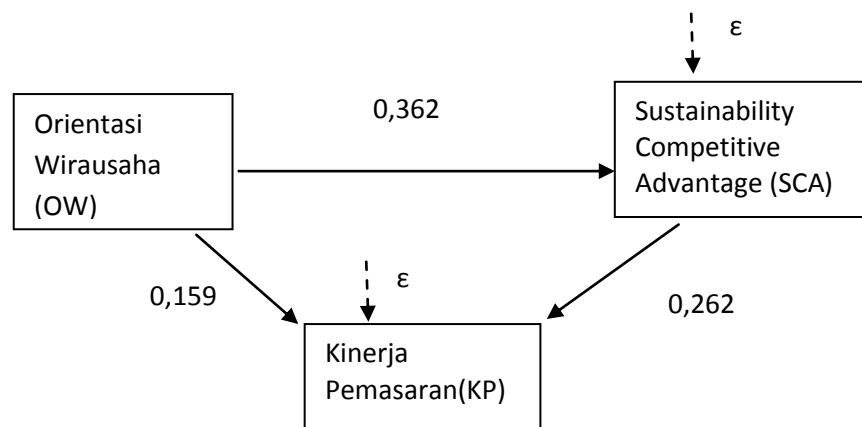 ε
Orientasi
Wirausaha
(OW)
0,362
Sustainability
Competitive
Advantage (SCA)
0,159
ε
0,262
Kinerja
Pemasaran(KP)